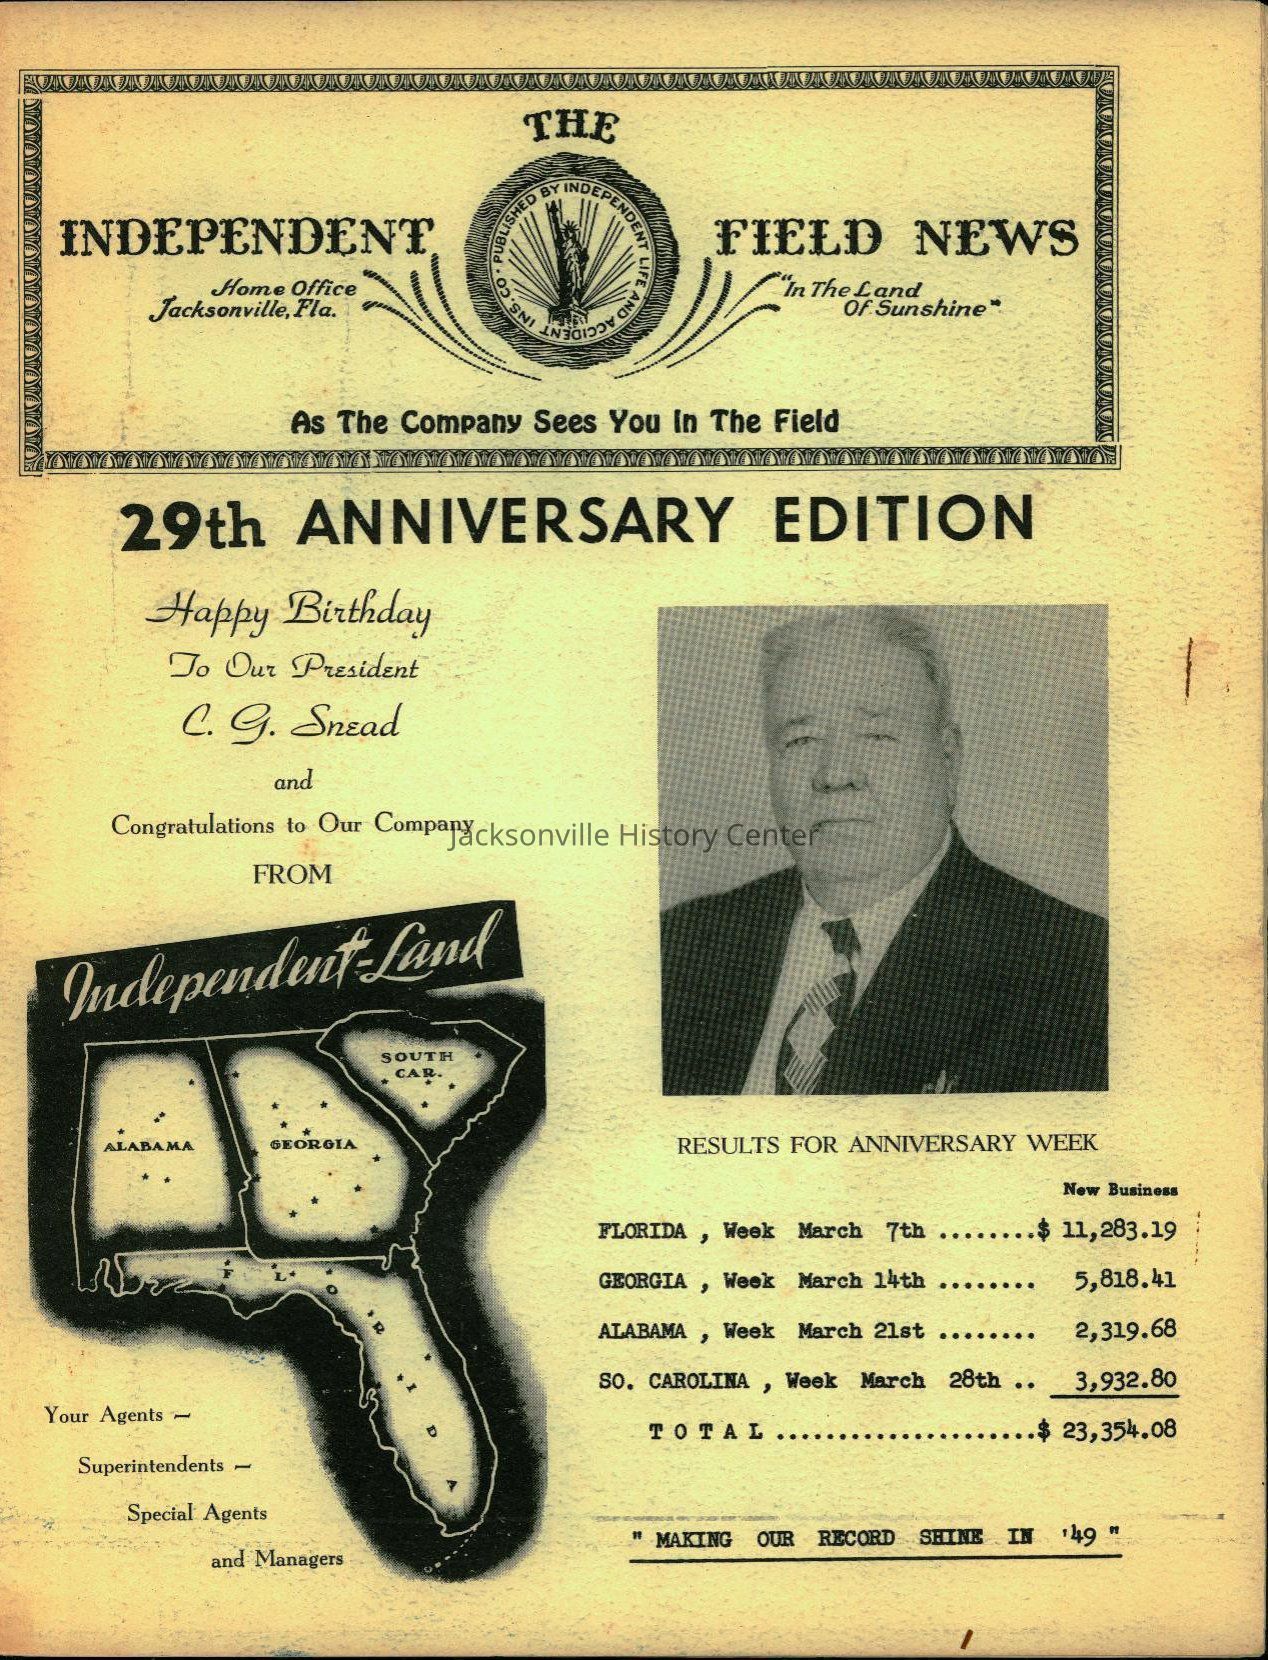 THE
INDEPENDENT FIELD NEWS
PUBLISHED BY INDEPENDENT LIFE AND ACCIDENT INS. CO.
Home Office
Jacksonville, Fla.
"In The Land
Of Sunshine"
As The Company Sees You In The Field
29th ANNIVERSARY EDITION
Happy Birthday
To Our President
C. G. Snead
and
Congratulations to Our Company
FROM
Jacksonville History Center
Independent-Land
SOUTH
CAR.
ALABAMA
GEORGIA
FLORIDA
Your Agents —
Superintendents —
Special Agents
and Managers
RESULTS FOR ANNIVERSARY WEEK
New Business
FLORIDA , Week March 7th ........$ 11,283.19
GEORGIA , Week March 14th ........ 5,818.41
ALABAMA , Week March 21st ........ 2,319.68
SO. CAROLINA , Week March 28th .. 3,932.80
T O T A L .....................$ 23,354.08
" MAKING OUR RECORD SHINE IN '49 "